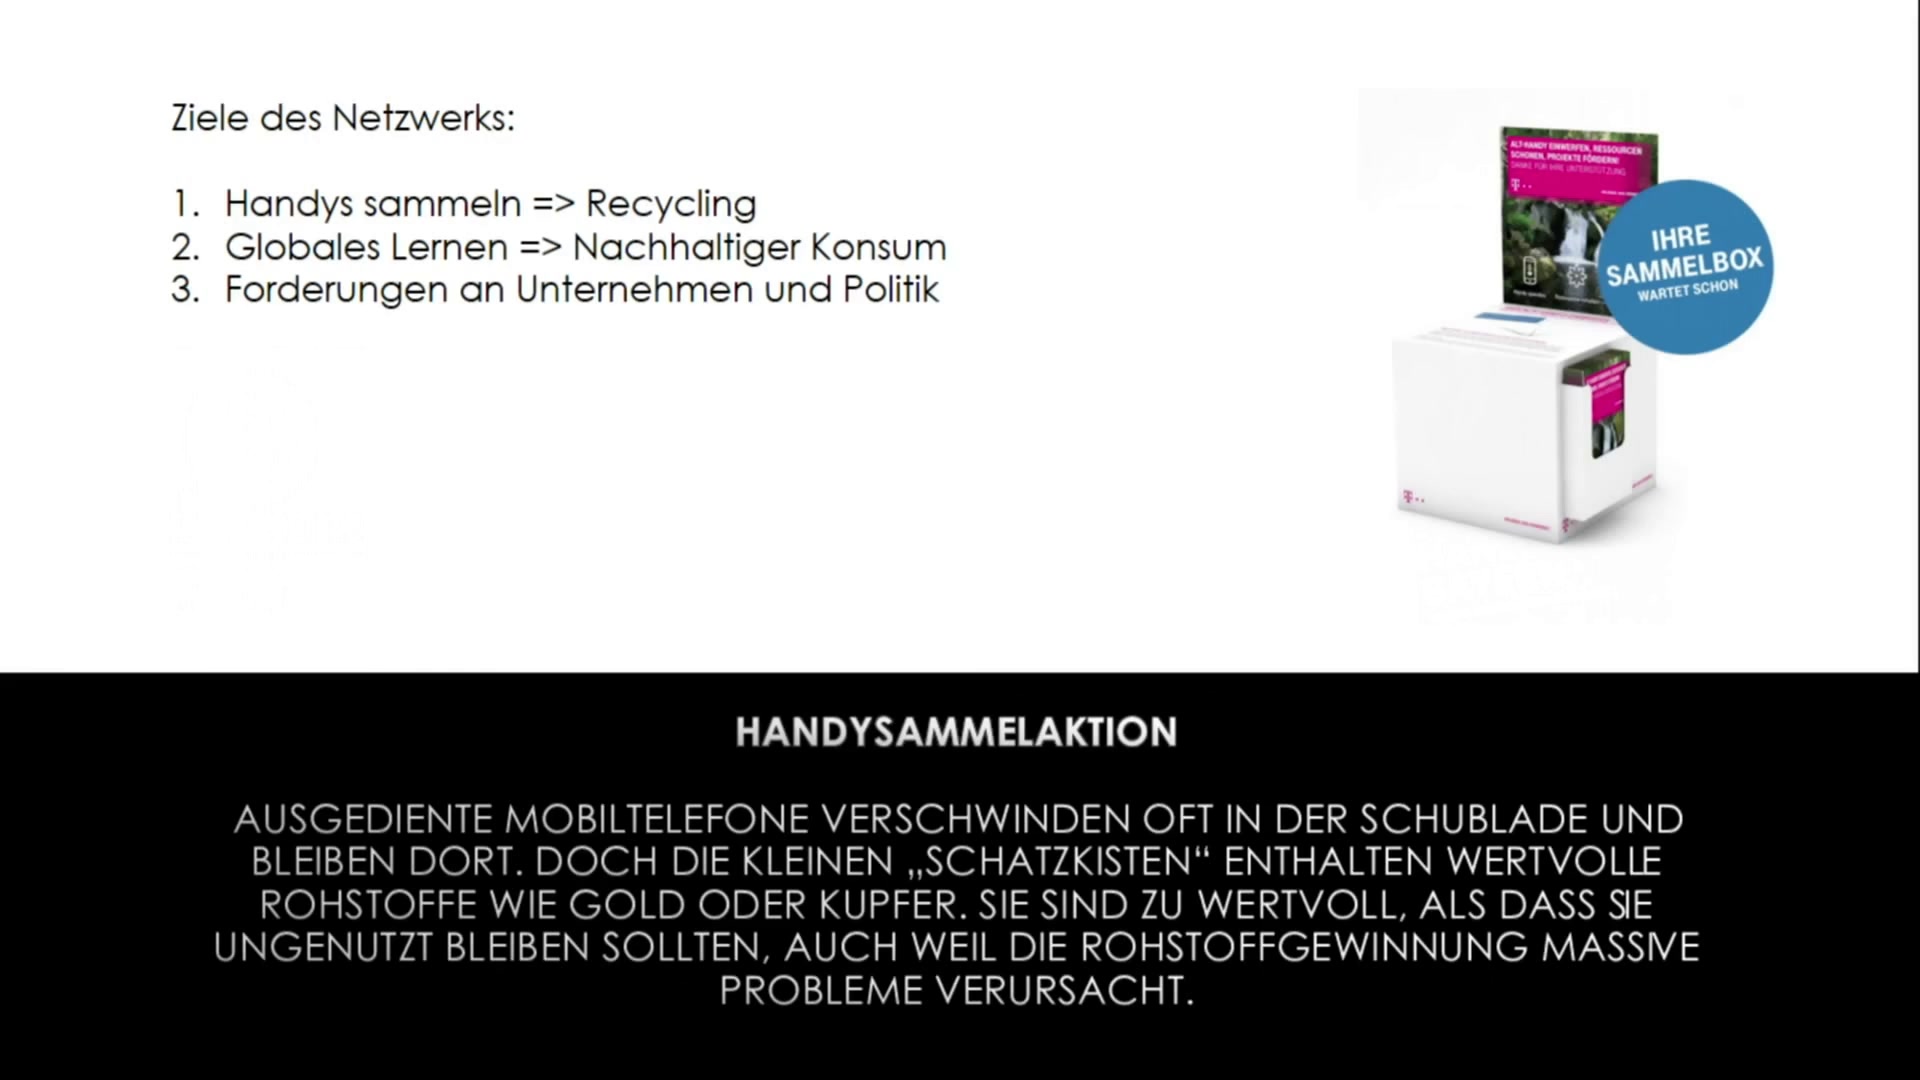 Ziele des Netzwerks:
1. Handys sammeln => Recycling
2. Globales Lernen => Nachhaltiger Konsum
3. Forderungen an Unternehmen und Politik
ALT-HANDY EINWERFEN, RESSOURCEN
SCHONEN, PROJEKTE FÖRDERN!
DANKE FÜR IHRE UNTERSTÜTZUNG
IHRE
SAMMELBOX
WARTET SCHON
HANDYSAMMELAKTION
AUSGEDIENTE MOBILTELEFONE VERSCHWINDEN OFT IN DER SCHUBLADE UND
BLEIBEN DORT. DOCH DIE KLEINEN „SCHATZKISTEN“ ENTHALTEN WERTVOLLE
ROHSTOFFE WIE GOLD ODER KUPFER. SIE SIND ZU WERTVOLL, ALS DASS SIE
UNGENUTZT BLEIBEN SOLLTEN, AUCH WEIL DIE ROHSTOFFGEWINNUNG MASSIVE
PROBLEME VERURSACHT.